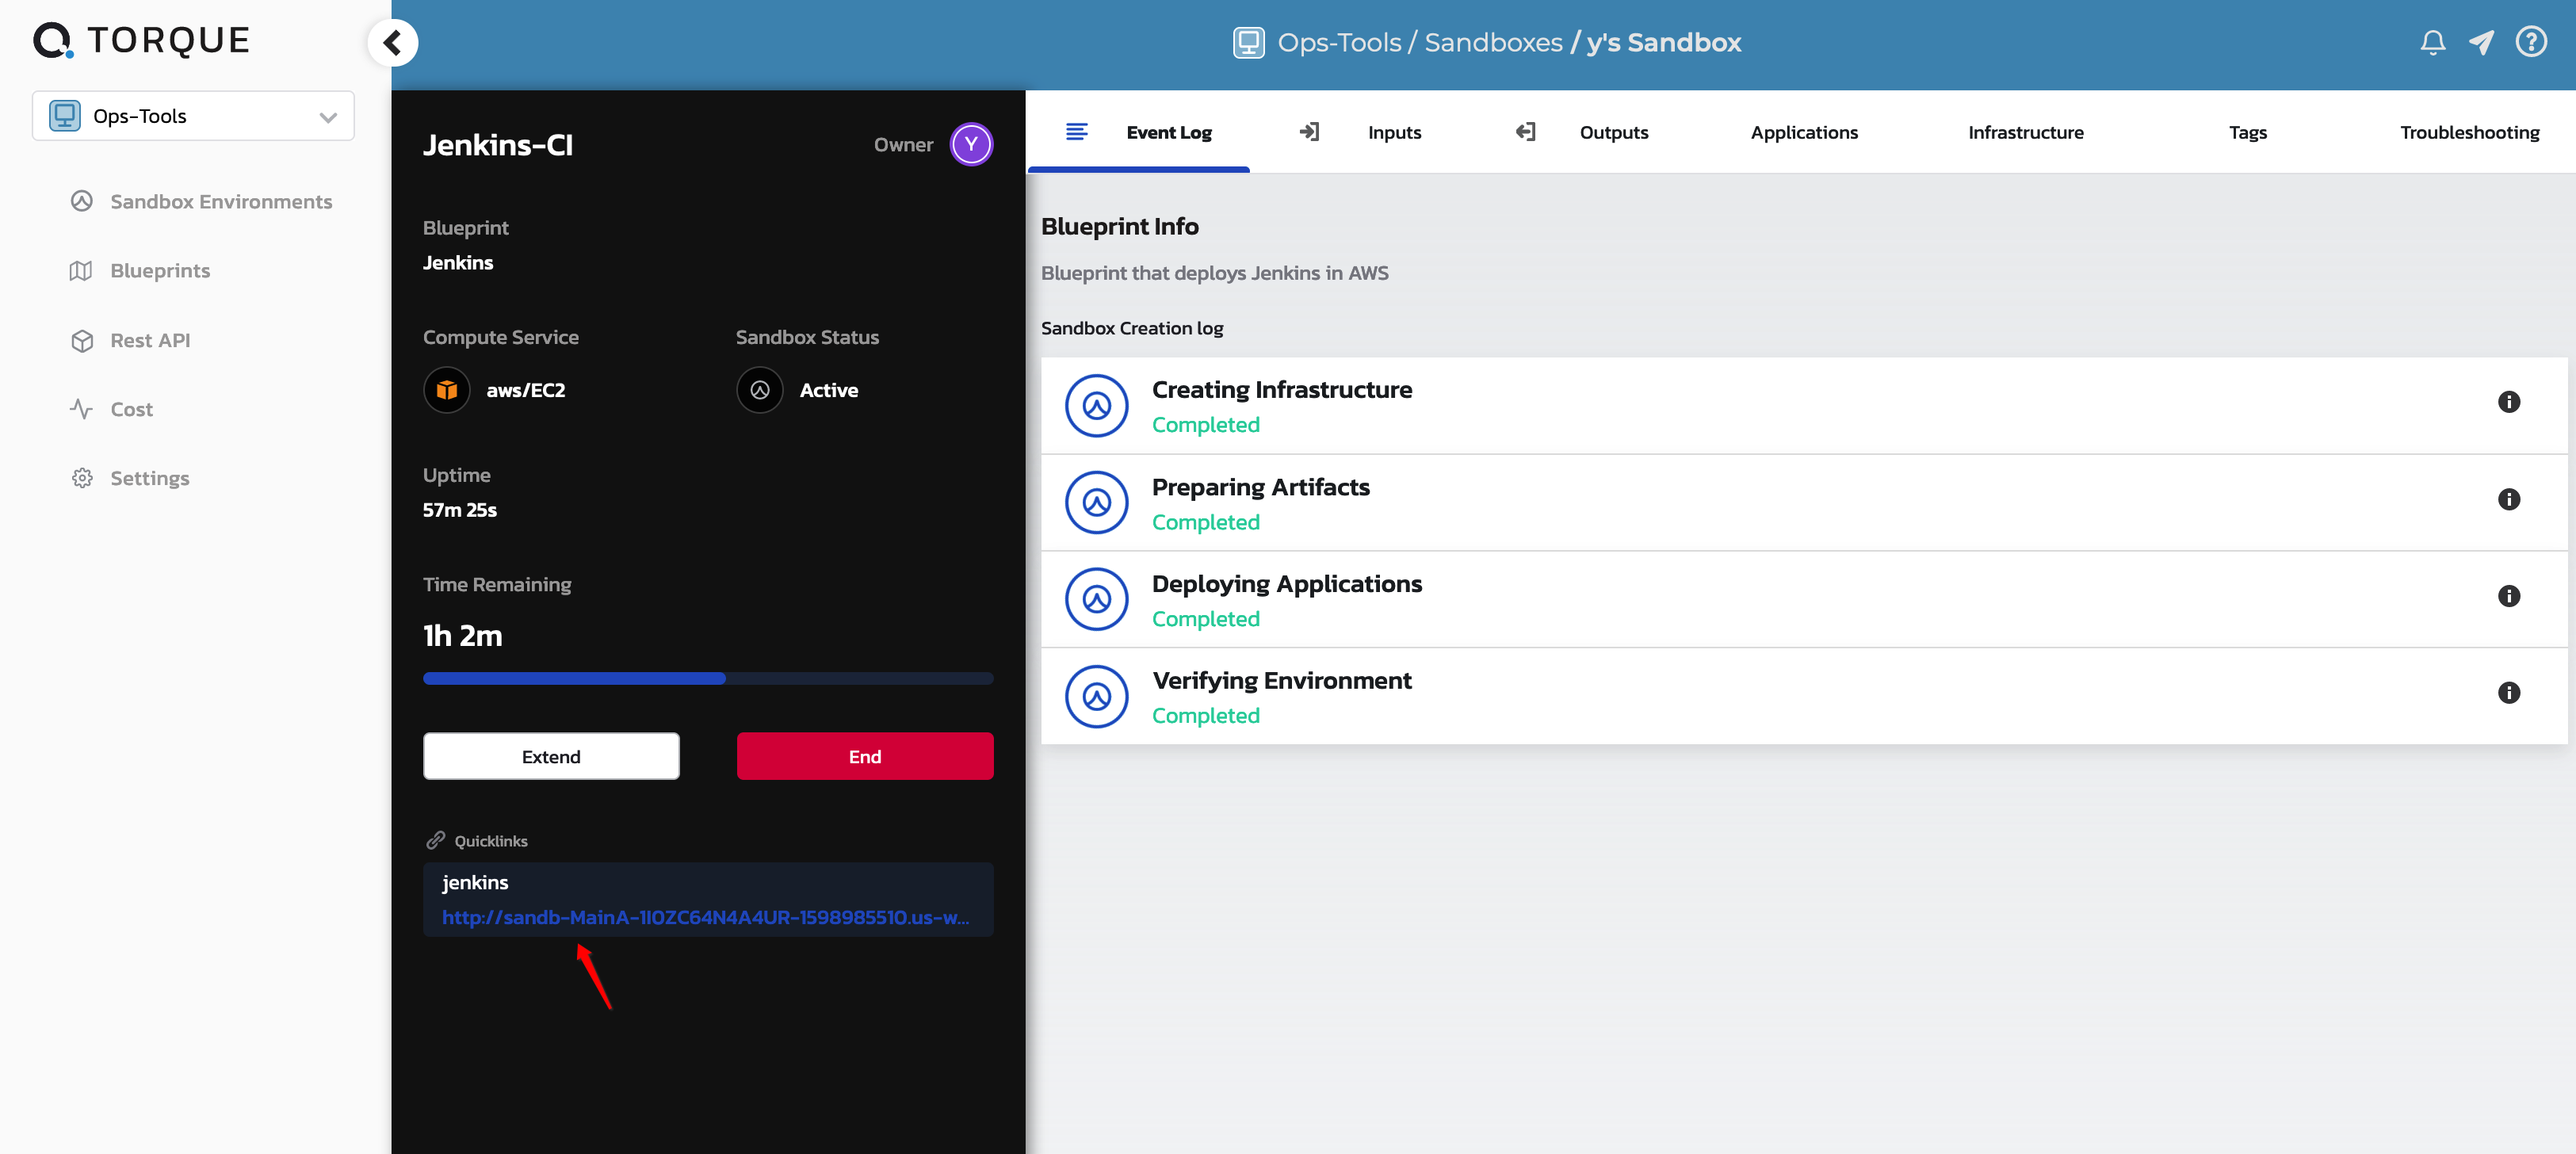 TORQUE
Ops-Tools / Sandboxes / y's Sandbox
Ops-Tools
Sandbox Environments
Blueprints
Rest API
Cost
Settings
Jenkins-CI
Owner
Y
Blueprint
Jenkins
Compute Service
aws/EC2
Sandbox Status
Active
Uptime
57m 25s
Time Remaining
1h 2m
Extend
End
Quicklinks
jenkins
http://sandb-MainA-1I0ZC64N4A4UR-1598985510.us-w...
Event Log
Inputs
Outputs
Applications
Infrastructure
Tags
Troubleshooting
Blueprint Info
Blueprint that deploys Jenkins in AWS
Sandbox Creation log
Creating Infrastructure
Completed
Preparing Artifacts
Completed
Deploying Applications
Completed
Verifying Environment
Completed